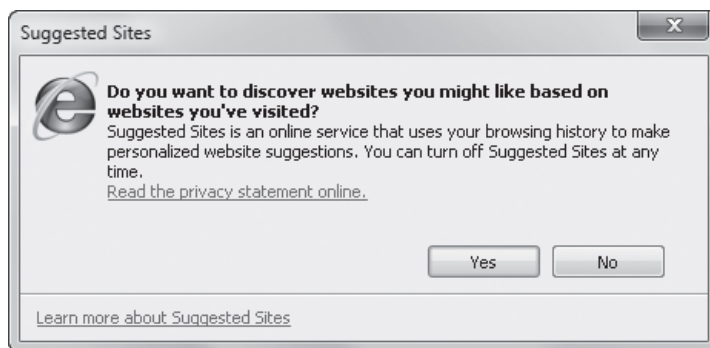 Suggested Sites
Do you want to discover websites you might like based on
websites you've visited?
Suggested Sites is an online service that uses your browsing history to make
personalized website suggestions. You can turn off Suggested Sites at any
time.
Read the privacy statement online.
Yes
No
Learn more about Suggested Sites